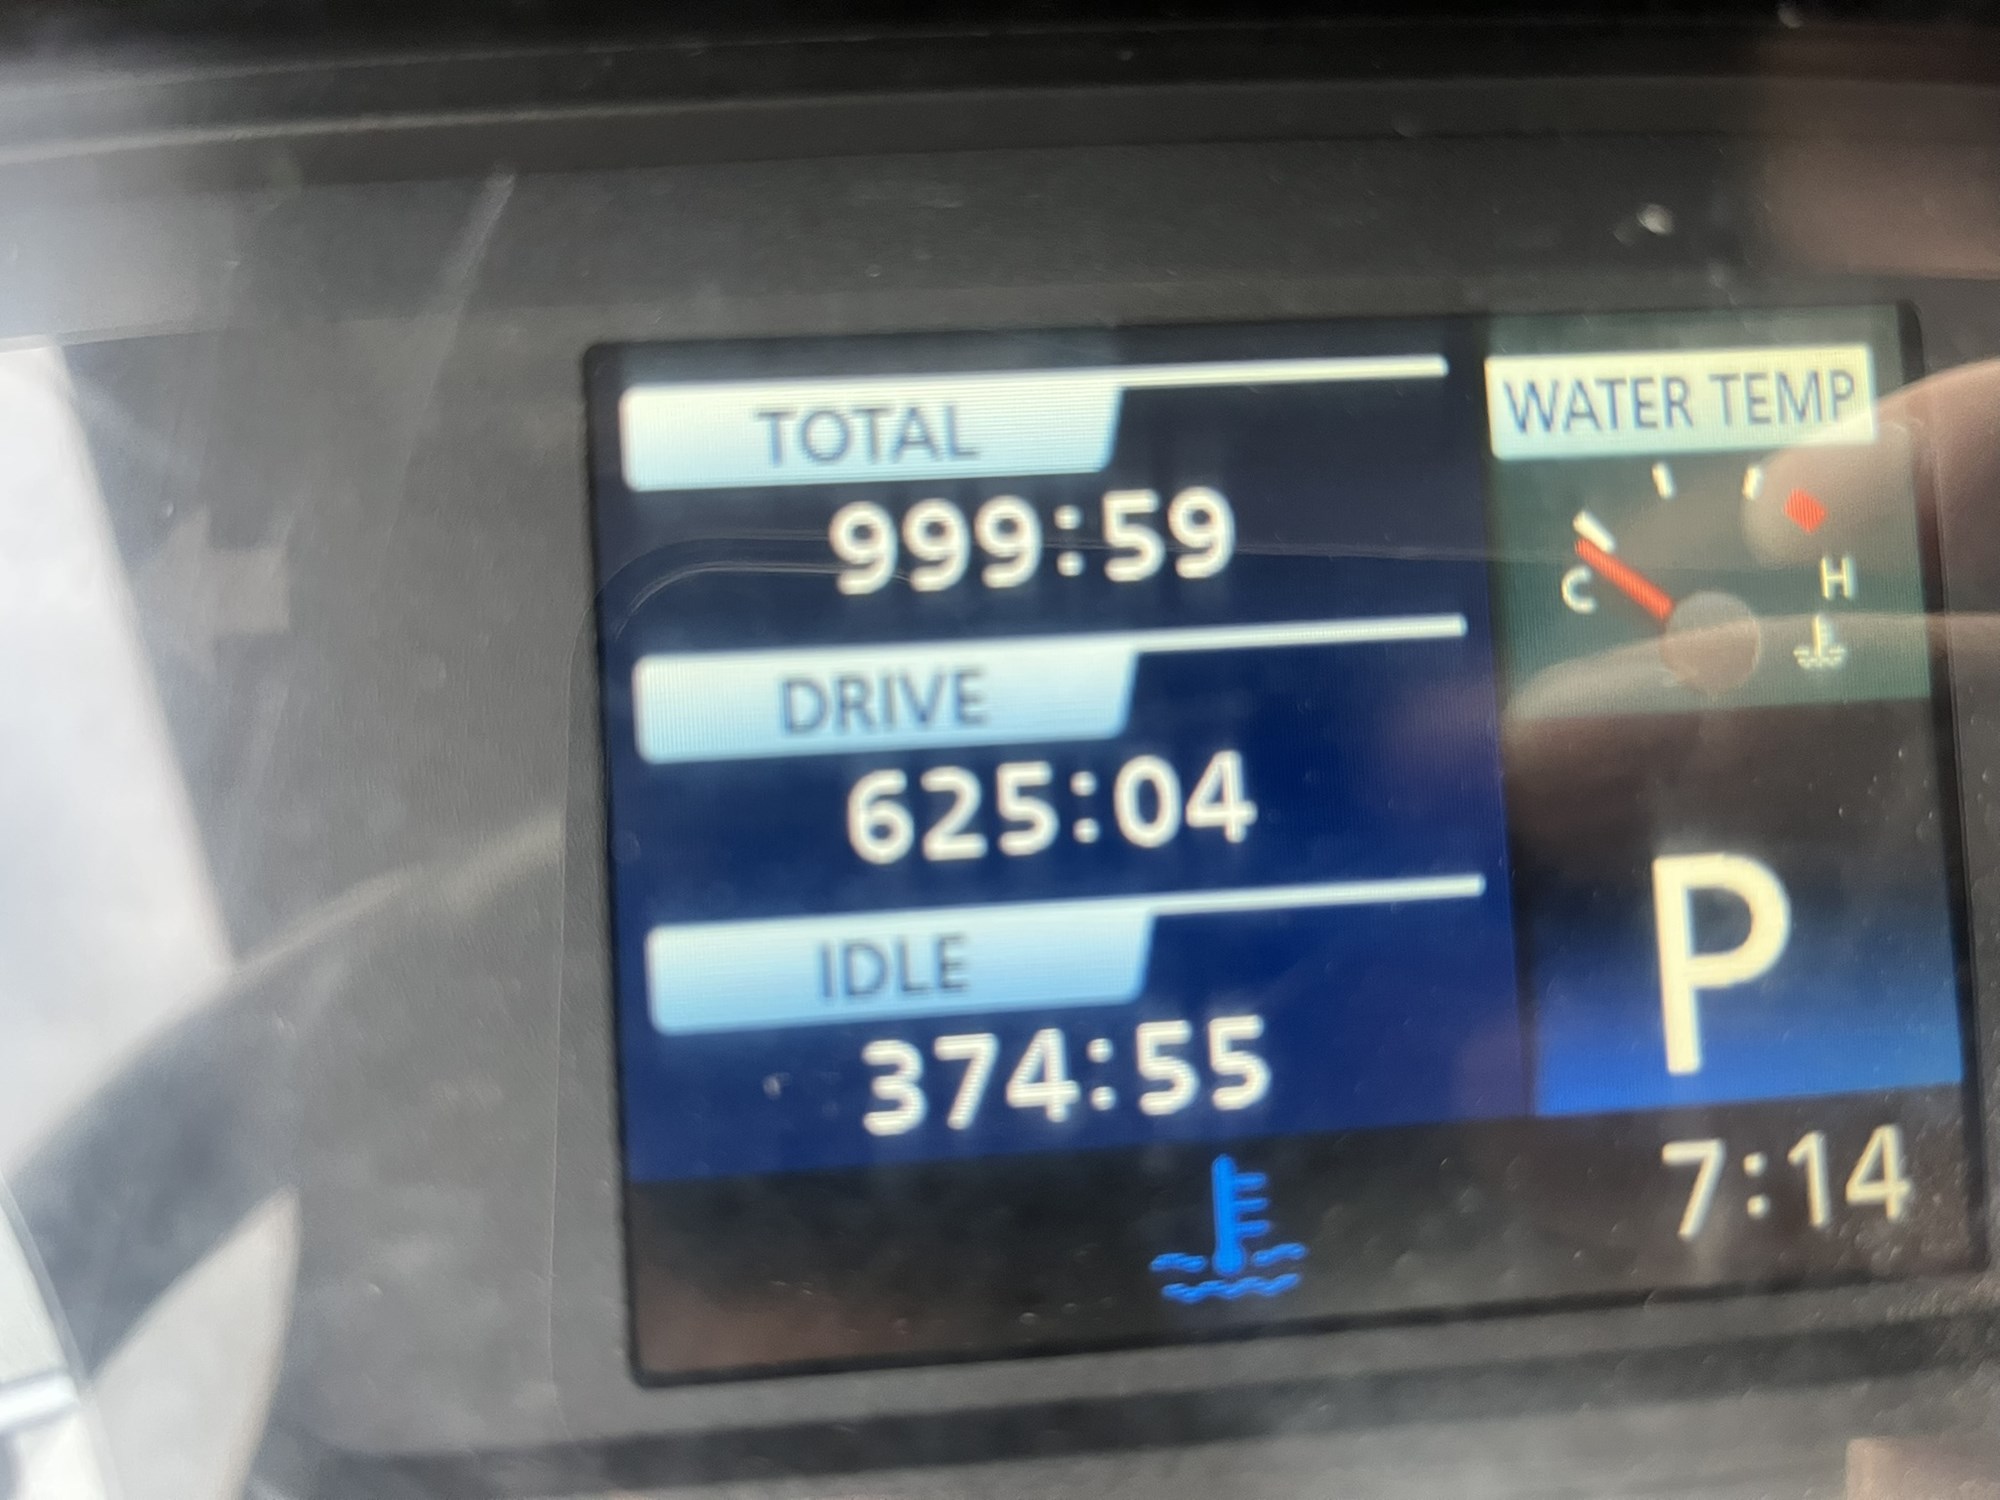 TOTAL
999:59
DRIVE
625:04
IDLE
374:55
WATER TEMP
C
H
P
7:14